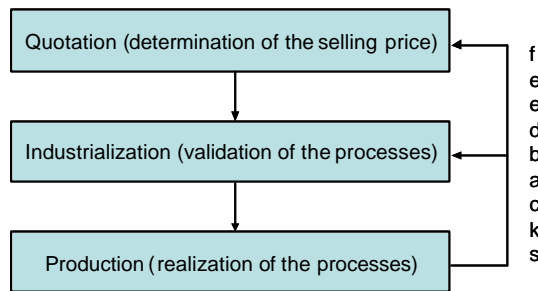 Quotation (determination of the selling price)
Industrialization (validation of the processes)
Production (realization of the processes)
f
e
e
d
b
a
c
k
s